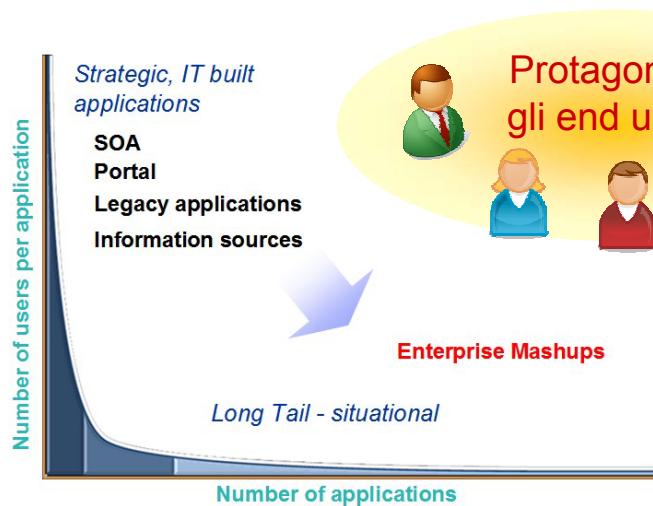 Strategic, IT built
applications
SOA
Portal
Legacy applications
Information sources
gli end
Enterprise Mashups
Long Tail - situational
Number of users per application
Number of applications